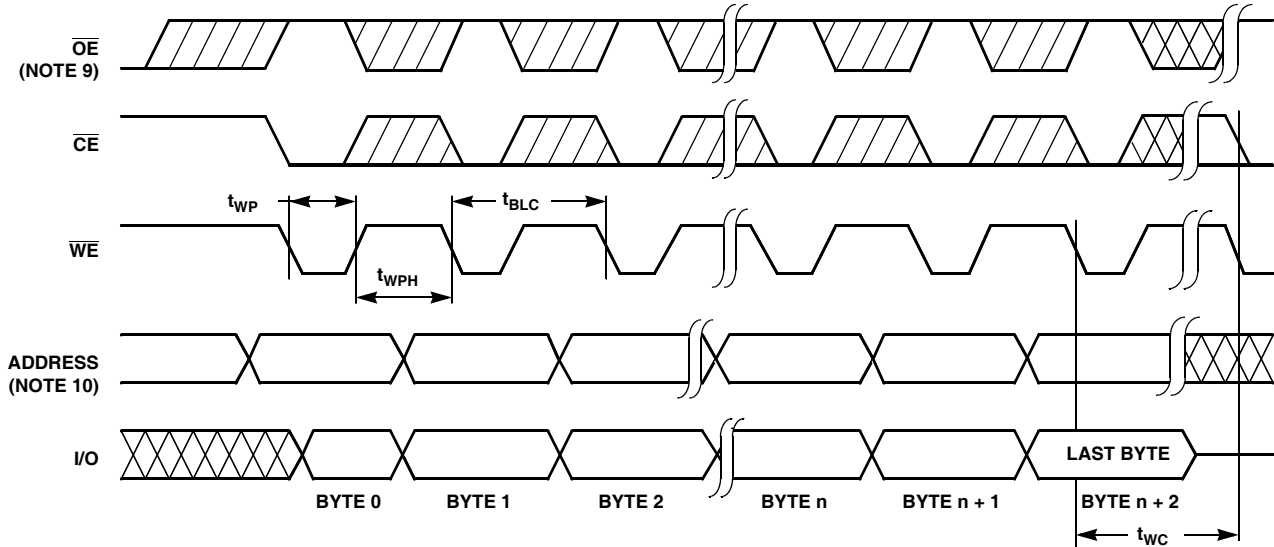 OE
(NOTE 9)
CE
tWP
tBLC
WE
tWPH
ADDRESS
(NOTE 10)
I/O
LAST BYTE
BYTE 0
BYTE 1
BYTE 2
BYTE n
BYTE n + 1
BYTE n + 2
tWC